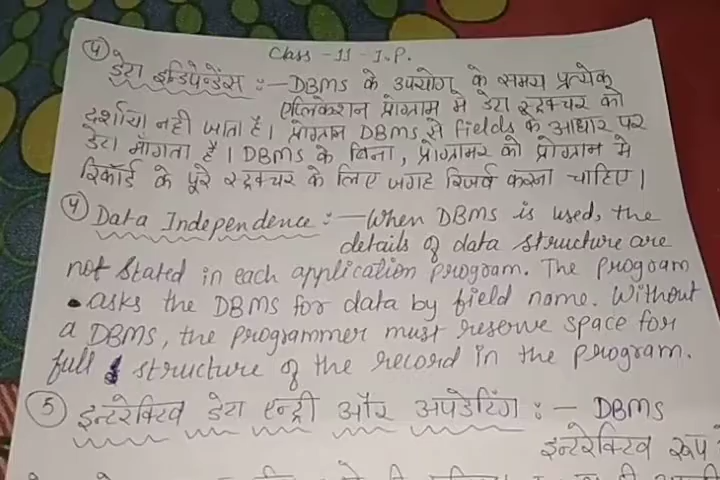 Class - 11 - I.P.
④ डेटा इन्डिपेन्डेंस :— DBMS के उपयोग के समय प्रत्येक
एप्लिकेशन प्रोग्राम में डेटा स्ट्रक्चर को
दर्शाया नही जाता है। प्रोग्राम DBMS से fields के आधार पर
डेटा माँगता है। DBMS के बिना, प्रोग्रामर को प्रोग्राम मे
रिकॉर्ड के पूरे स्ट्रक्चर के लिए जगह रिजर्व करना चाहिए।
④ Data Independence :— When DBMS is used, the
details of data structure are
not stated in each application program. The program
asks the DBMS for data by field name. Without
a DBMS, the programmer must reserve space for
full structure of the record in the program.
⑤ इन्टरेक्टिव डेटा एन्ट्री और अपडेटिंग :— DBMS
इन्टरेक्टिव रूप